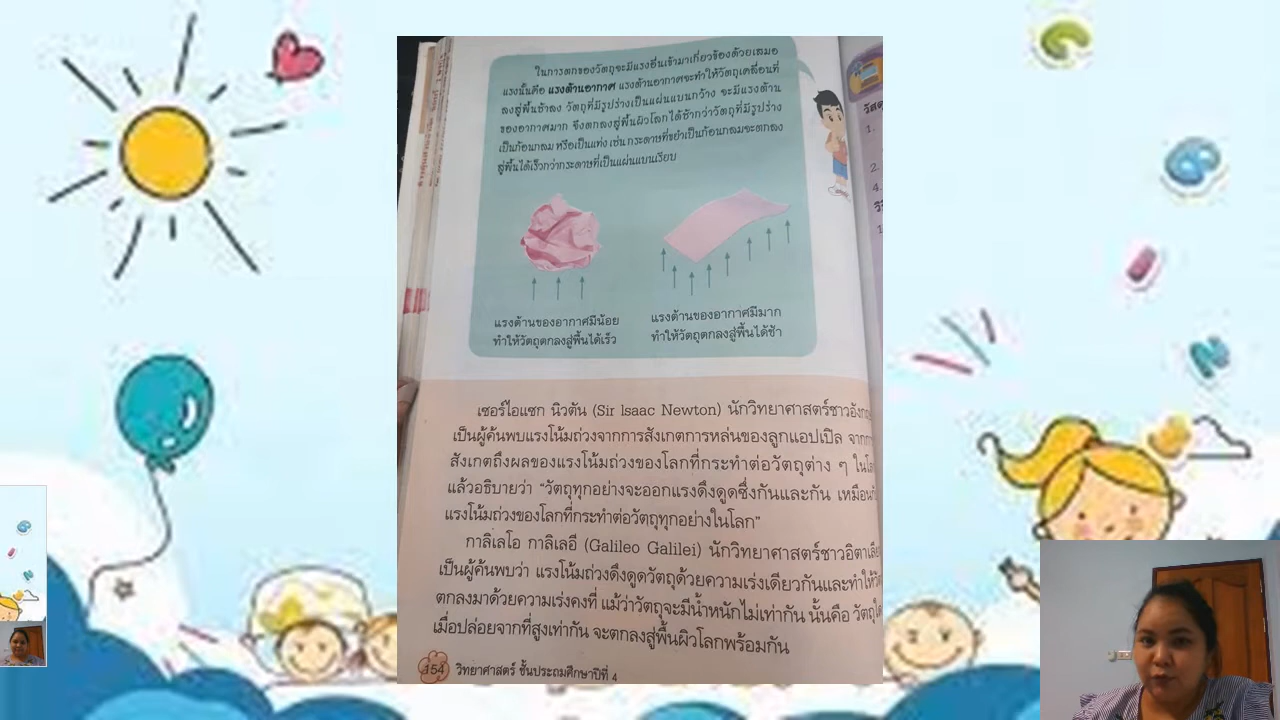 ในการตกของวัตถุจะมีแรงอื่นเข้ามาเกี่ยวข้องด้วยเสมอ
แรงนั้นคือ แรงต้านอากาศ แรงต้านอากาศจะทำให้วัตถุเคลื่อนที่
ลงสู่พื้นช้าลง วัตถุที่มีรูปร่างเป็นแผ่นแบนกว้าง จะมีแรงต้าน
ของอากาศมาก จึงตกลงสู่พื้นผิวโลกได้ช้ากว่าวัตถุที่มีรูปร่าง
เป็นก้อนกลม หรือเป็นแท่ง เช่น กระดาษที่ขยำเป็นก้อนกลมจะตกลง
สู่พื้นได้เร็วกว่ากระดาษที่เป็นแผ่นแบนเรียบ
แรงต้านของอากาศมีน้อย
ทำให้วัตถุตกลงสู่พื้นได้เร็ว
แรงต้านของอากาศมีมาก
ทำให้วัตถุตกลงสู่พื้นได้ช้า
เซอร์ไอแซก นิวตัน (Sir Isaac Newton) นักวิทยาศาสตร์ชาว
เป็นผู้ค้นพบแรงโน้มถ่วงจากการสังเกตการหล่นของลูกแอปเปิล
สังเกตถึงผลของแรงโน้มถ่วงของโลกที่กระทำต่อวัตถุต่าง ๆ
แล้วอธิบายว่า "วัตถุทุกอย่างจะออกแรงดึงดูดซึ่งกันและกัน
แรงโน้มถ่วงของโลกที่กระทำต่อวัตถุทุกอย่างในโลก"
กาลิเลโอ กาลิเลอี (Galileo Galilei) นักวิทยาศาสตร์ชาว
เป็นผู้ค้นพบว่า แรงโน้มถ่วงดึงดูดวัตถุด้วยความเร่งเดียวกันและทำให้
ตกลงมาด้วยความเร่งคงที่ แม้ว่าวัตถุจะมีน้ำหนักไม่เท่ากัน นั้นคือ
เมื่อปล่อยจากที่สูงเท่ากัน จะตกลงสู่พื้นผิวโลกพร้อมกัน
154 วิทยาศาสตร์ ชั้นประถมศึกษาปีที่ 4